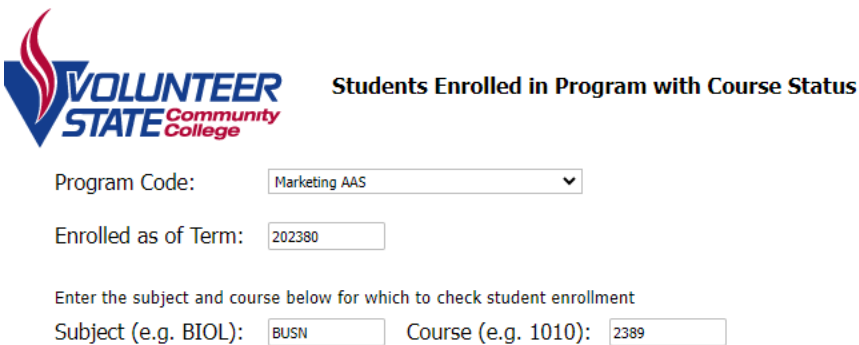 VOLUNTEER
STATE Community
College
Students Enrolled in Program with Course Status
Program Code: Marketing AAS
Enrolled as of Term: 202380
Enter the subject and course below for which to check student enrollment
Subject (e.g. BIOL): BUSN Course (e.g. 1010): 2389